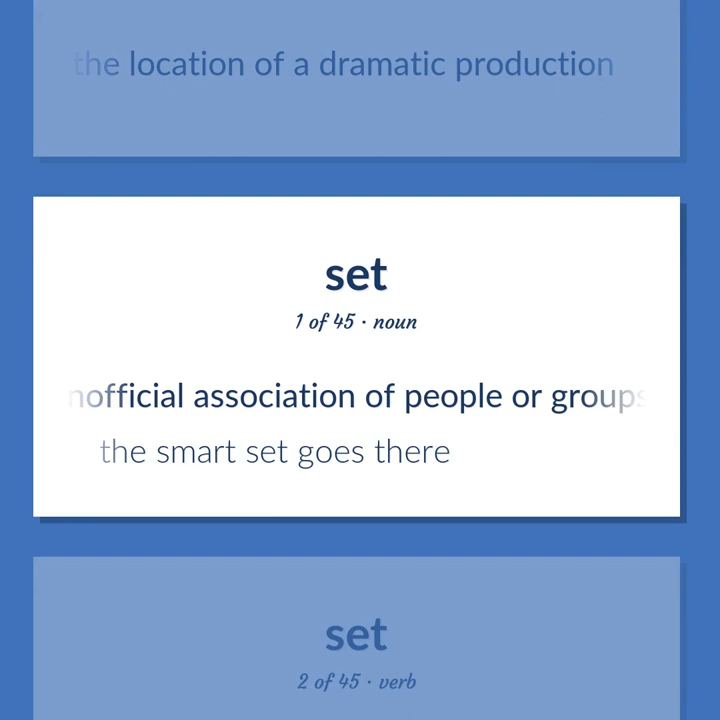 the location of a dramatic production
set
1 of 45 · noun
nofficial association of people or groups
the smart set goes there
set
2 of 45 · verb